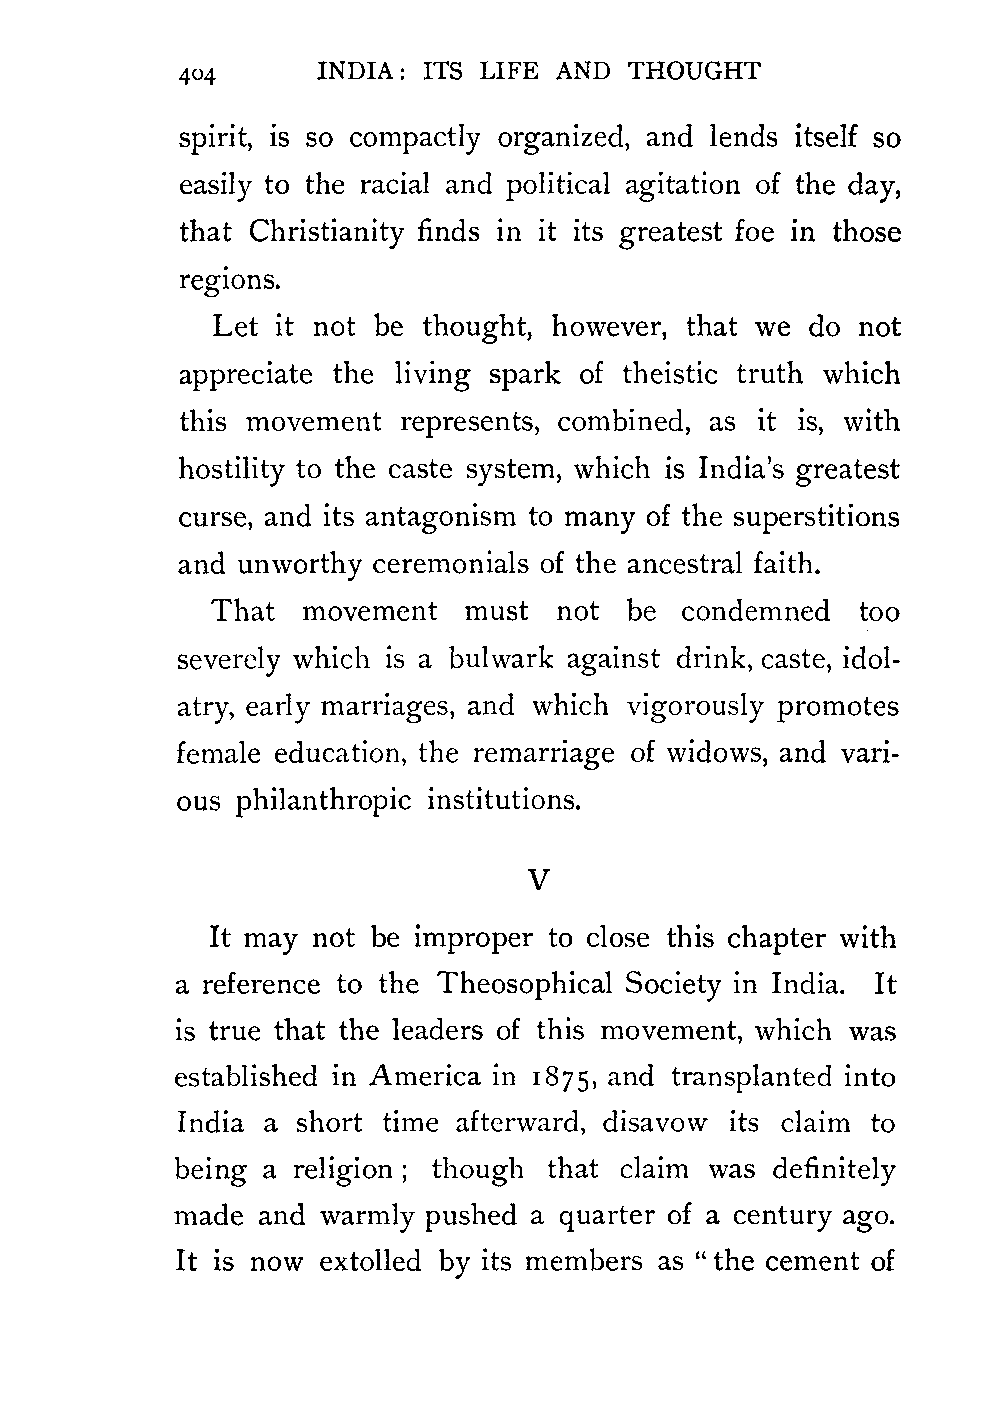 404 INDIA: ITS LIFE AND THOUGHT
spirit, is so compactly organized, and lends itself so
easily to the racial and political agitation of the day,
that Christianity finds in it its greatest foe in those
regions.
Let it not be thought, however, that we do not
appreciate the living spark of theistic truth which
this movement represents, combined, as it is, with
hostility to the caste system, which is India's greatest
curse, and its antagonism to many of the superstitions
and unworthy ceremonials of the ancestral faith.
That movement must not be condemned too
severely which is a bulwark against drink, caste, idol-
atry, early marriages, and which vigorously promotes
female education, the remarriage of widows, and vari-
ous philanthropic institutions.
V
It may not be improper to close this chapter with
a reference to the Theosophical Society in India. It
is true that the leaders of this movement, which was
established in America in 1875, and transplanted into
India a short time afterward, disavow its claim to
being a religion; though that claim was definitely
made and warmly pushed a quarter of a century ago.
It is now extolled by its members as "the cement of